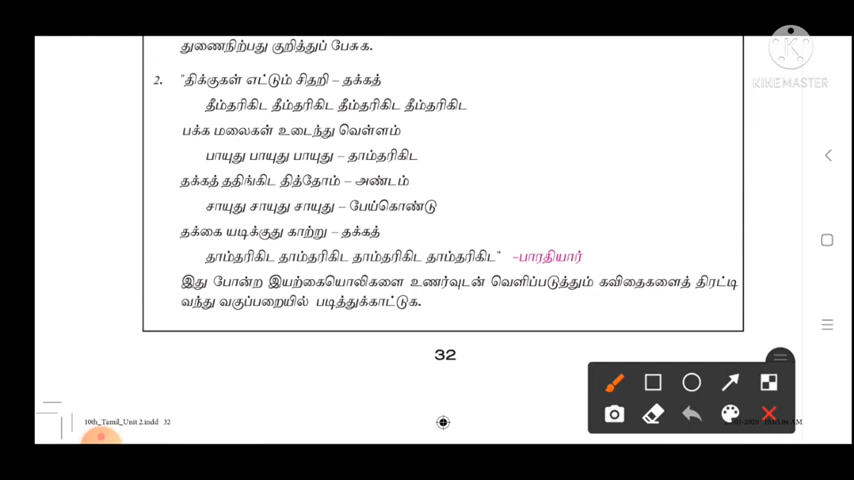 துணைநிற்பது குறித்துப் பேசுக.
KINEMASTER
2. "திக்குகள் எட்டும் சிதறி – தக்கத்
தீம்தரிகிட தீம்தரிகிட தீம்தரிகிட தீம்தரிகிட
பக்க மலைகள் உடைந்து வெள்ளம்
பாயுது பாயுது பாயுது – தாம்தரிகிட
தக்கத் ததிங்கிட தித்தோம் – அண்டம்
சாயுது சாயுது சாயுது – பேய்கொண்டு
தக்கை யடிக்குது காற்று – தக்கத்
தாம்தரிகிட தாம்தரிகிட தாம்தரிகிட தாம்தரிகிட" –பாரதியார்
இது போன்ற இயற்கையொலிகளை உணர்வுடன் வெளிப்படுத்தும் கவிதைகளைத் திரட்டி
வந்து வகுப்பறையில் படித்துக்காட்டுக.
32
10th_Tamil_Unit 2.indd 32
AM